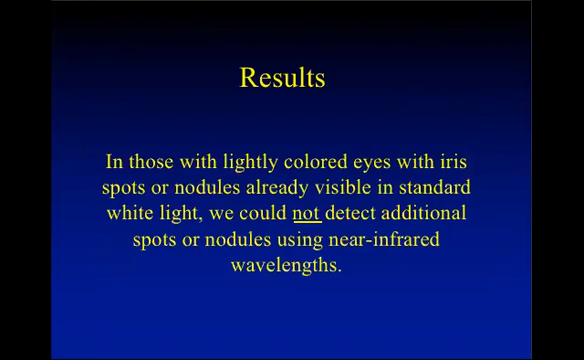 Results
In those with lightly colored eyes with iris
spots or nodules already visible in standard
white light, we could not detect additional
spots or nodules using near-infrared
wavelengths.